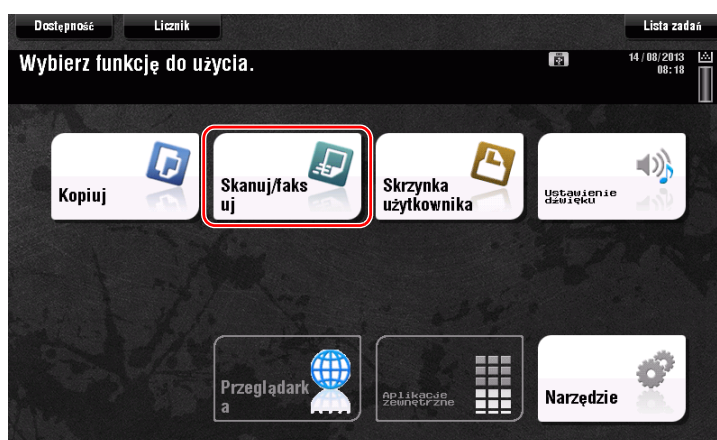 Dostępność Licznik Lista zadań
Wybierz funkcję do użycia.
14/08/2013
08:18
Kopiuj
Skanuj/faks
uj
Skrzynka
użytkownika
Ustawienie
dźwięku
Przeglądark
a
Aplikacje
zewnętrzne
Narzędzie